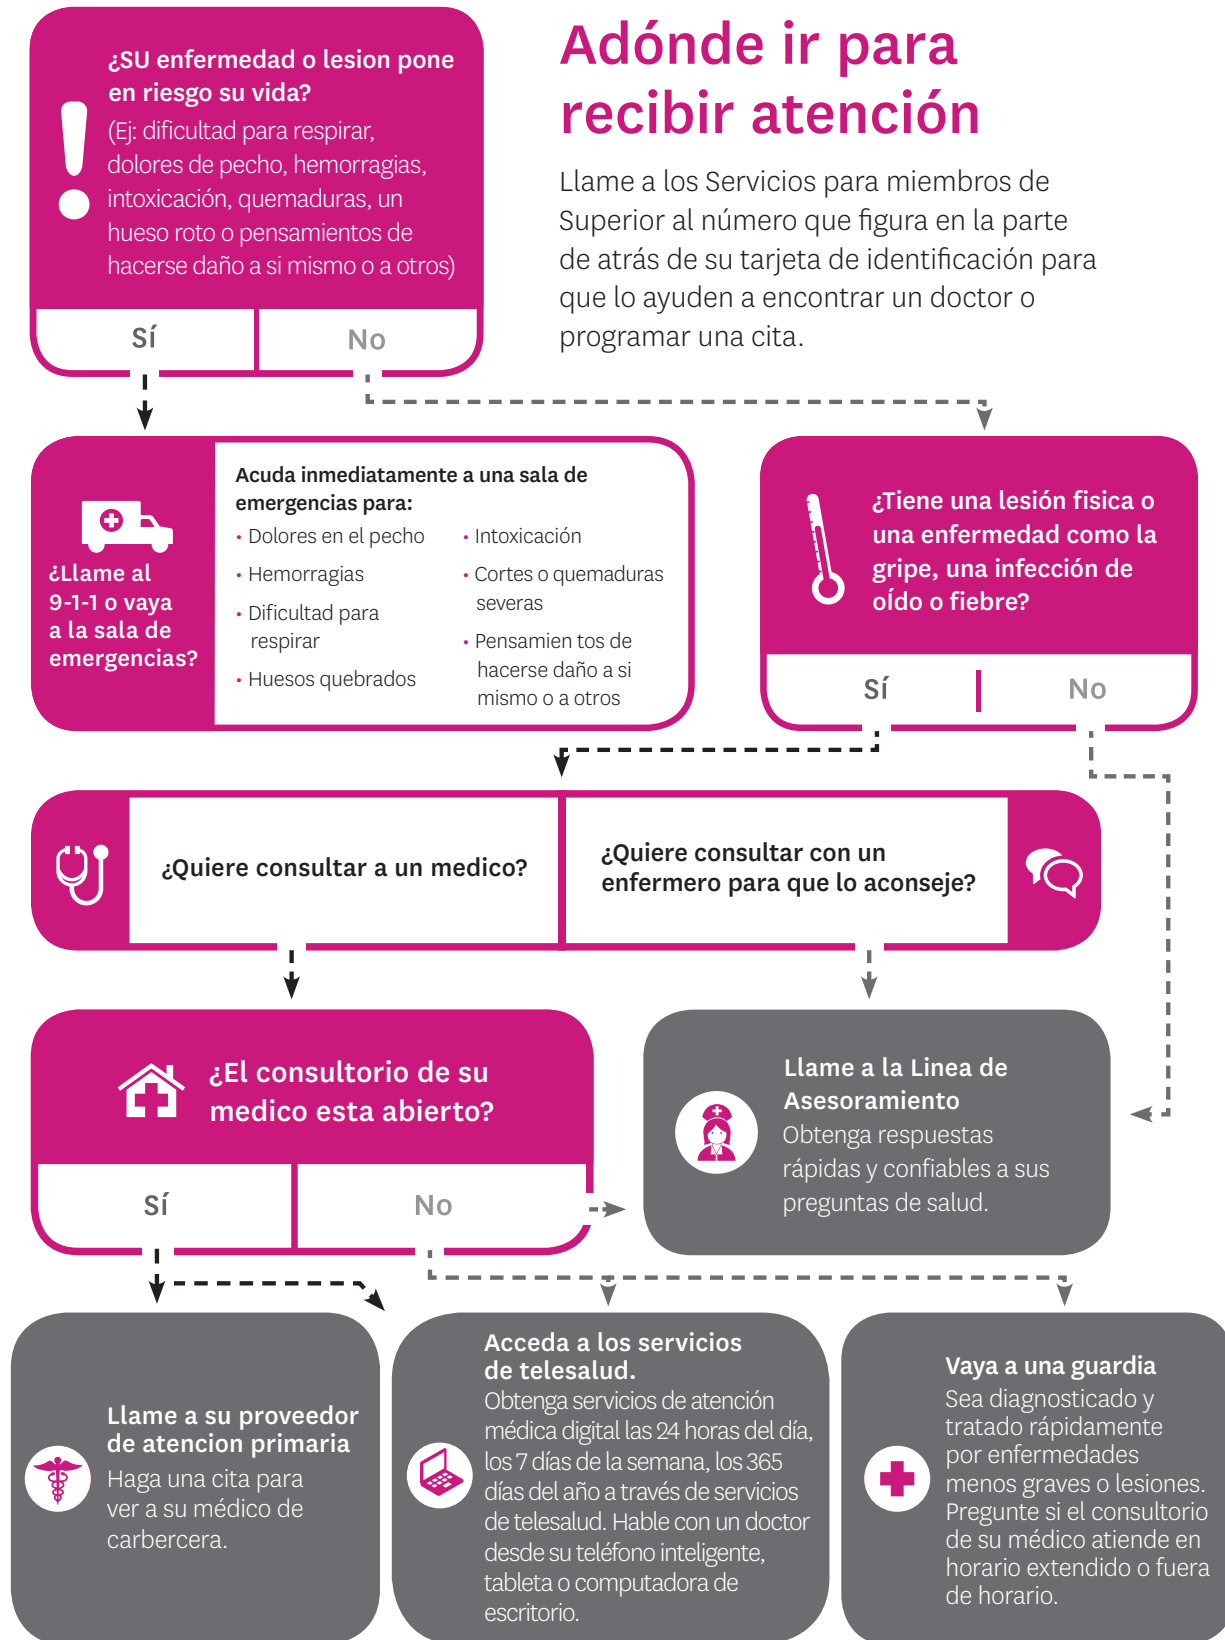 ¿SU enfermedad o lesion pone
en riesgo su vida?
(Ej: dificultad para respirar,
dolores de pecho, hemorragias,
intoxicación, quemaduras, un
hueso roto o pensamientos de
hacerse daño a si mismo o a otros)
Sí
No
Adónde ir para
recibir atención
Llame a los Servicios para miembros de
Superior al número que figura en la parte
de atrás de su tarjeta de identificación para
que lo ayuden a encontrar un doctor o
programar una cita.
¿Llame al
9-1-1 o vaya
a la sala de
emergencias?
Acuda inmediatamente a una sala de
emergencias para:
• Dolores en el pecho
• Hemorragias
• Dificultad para
respirar
• Huesos quebrados
• Intoxicación
• Cortes o quemaduras
severas
• Pensamien tos de
hacerse daño a si
mismo o a otros
¿Tiene una lesión fisica o
una enfermedad como la
gripe, una infección de
oÍdo o fiebre?
Sí
No
¿Quiere consultar a un medico?
¿Quiere consultar con un
enfermero para que lo aconseje?
¿El consultorio de su
medico esta abierto?
Sí
No
Llame a la Linea de
Asesoramiento
Obtenga respuestas
rápidas y confiables a sus
preguntas de salud.
Llame a su proveedor
de atencion primaria
Haga una cita para
ver a su médico de
carbercera.
Acceda a los servicios
de telesalud.
Obtenga servicios de atención
médica digital las 24 horas del día,
los 7 días de la semana, los 365
días del año a través de servicios
de telesalud. Hable con un doctor
desde su teléfono inteligente,
tableta o computadora de
escritorio.
Vaya a una guardia
Sea diagnosticado y
tratado rápidamente
por enfermedades
menos graves o lesiones.
Pregunte si el consultorio
de su médico atiende en
horario extendido o fuera
de horario.